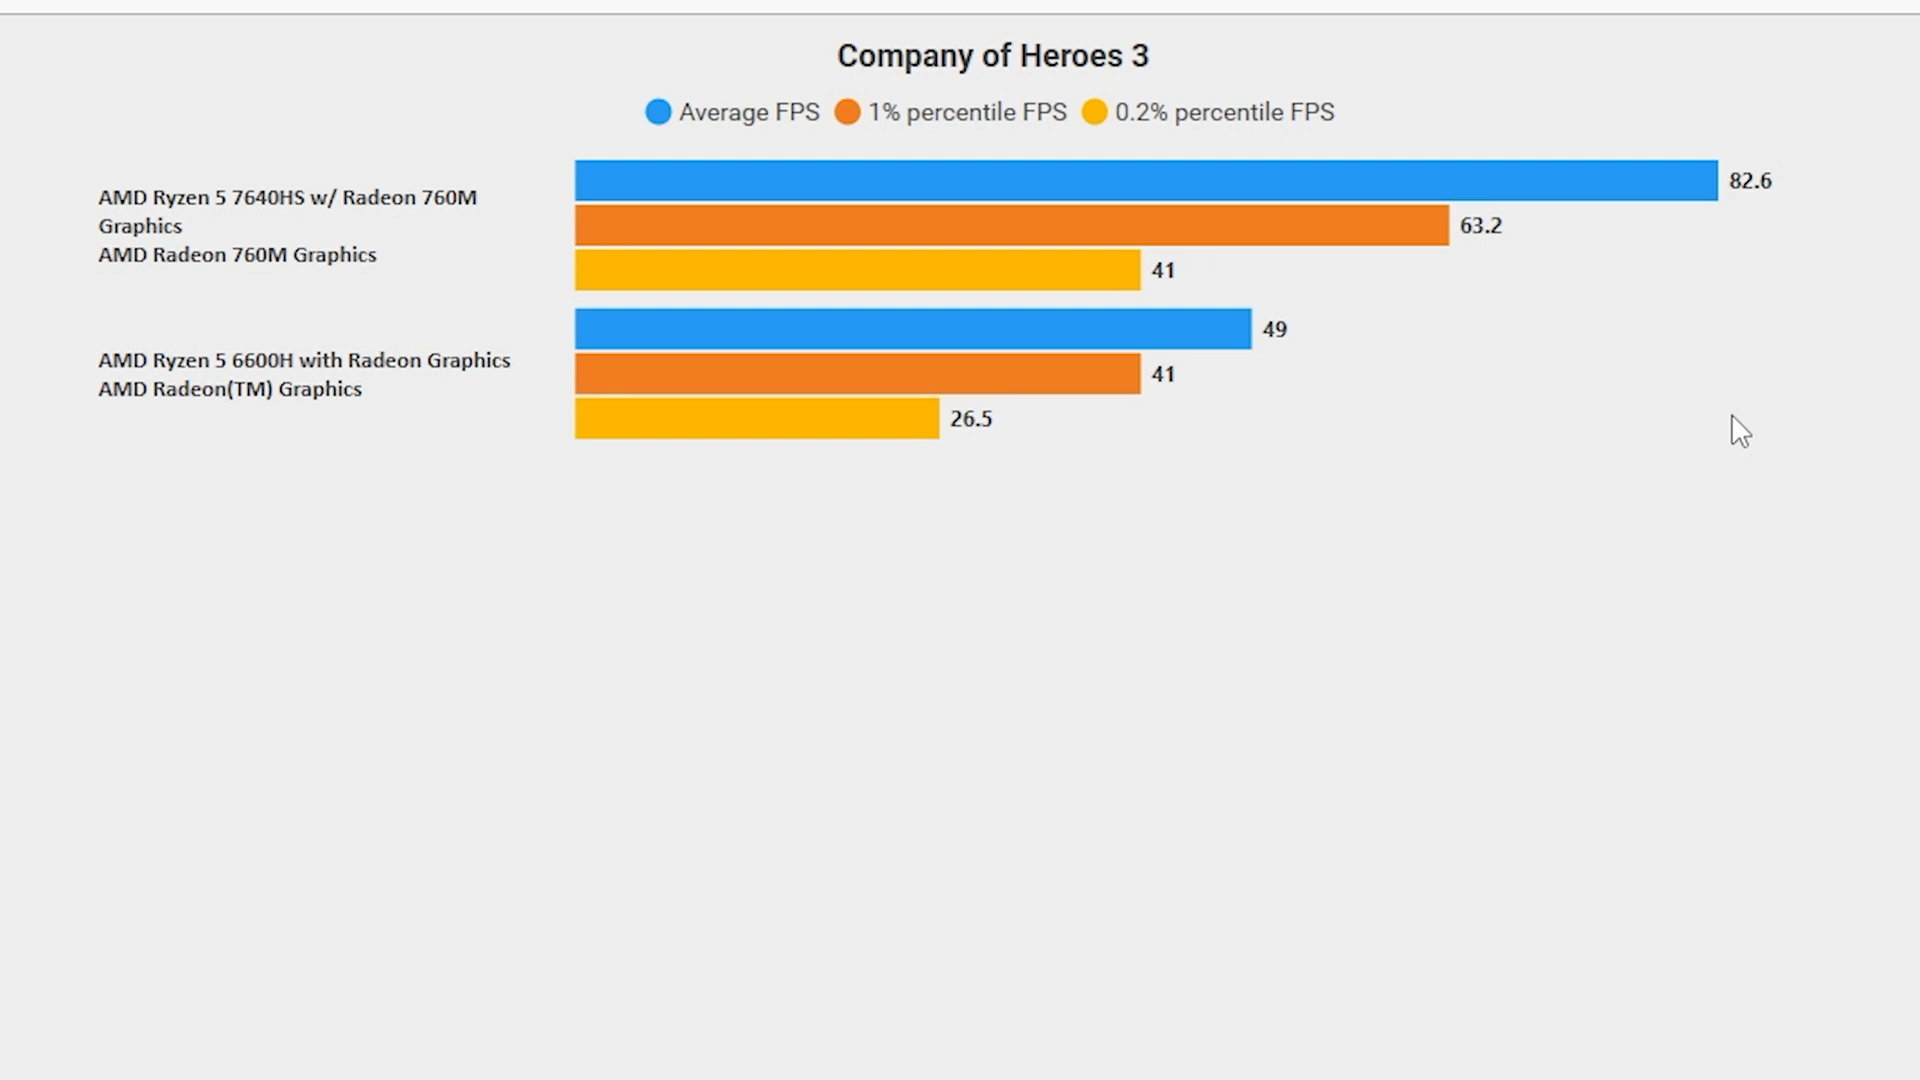 Company of Heroes 3
Average FPS 1% percentile FPS 0.2% percentile FPS
AMD Ryzen 5 7640HS w/ Radeon 760M
Graphics
AMD Radeon 760M Graphics
82.6
63.2
41
AMD Ryzen 5 6600H with Radeon Graphics
AMD Radeon(TM) Graphics
49
41
26.5